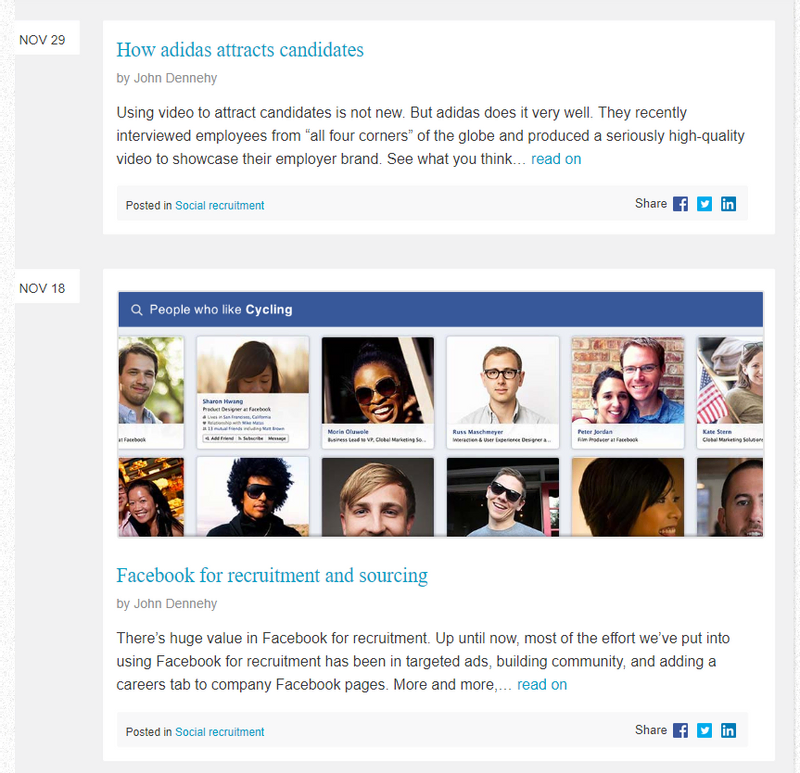 NOV 29
How adidas attracts candidates
by John Dennehy
Using video to attract candidates is not new. But adidas does it very well. They recently
interviewed employees from “all four corners” of the globe and produced a seriously high-quality
video to showcase their employer brand. See what you think… read on
Posted in Social recruitment
Share
NOV 18
People who like Cycling
at Facebook
Sharon Hwang
Product Designer at Facebook
Lives in San Francisco, California
Relationship with Mike Matas
13 mutual friends including Matt Brown
Add Friend Subscribe Message
Morin Oluwole
Business Lead to VP, Global Marketing So...
Russ Maschmeyer
Interaction & User Experience Designer a...
Peter Jordan
Film Producer at Facebook
Kate Stern
Global Marketing Solutions
Facebook for recruitment and sourcing
by John Dennehy
There’s huge value in Facebook for recruitment. Up until now, most of the effort we’ve put into
using Facebook for recruitment has been in targeted ads, building community, and adding a
careers tab to company Facebook pages. More and more,… read on
Posted in Social recruitment
Share